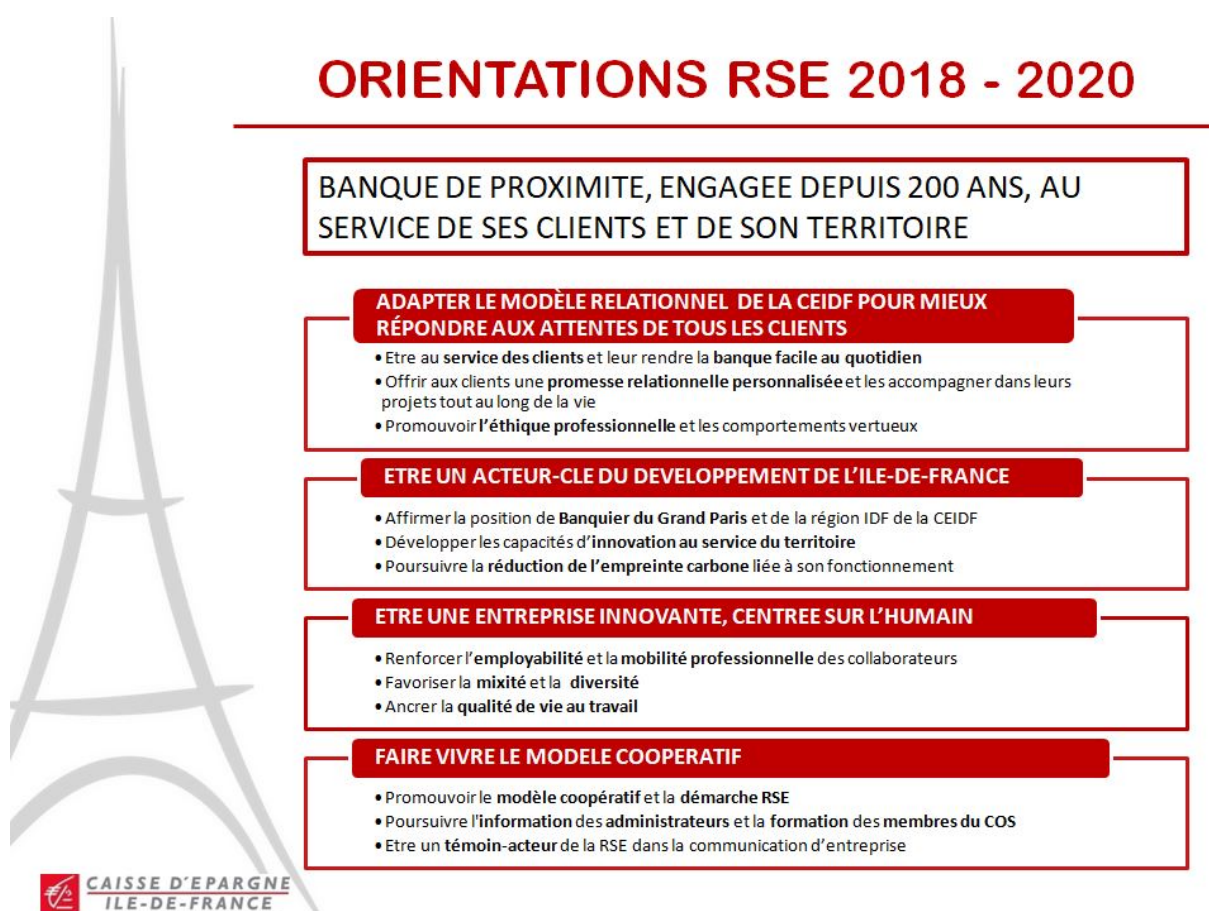 ORIENTATIONS RSE 2018 - 2020
BANQUE DE PROXIMITE, ENGAGEE DEPUIS 200 ANS, AU
SERVICE DE SES CLIENTS ET DE SON TERRITOIRE
ADAPTER LE MODÈLE RELATIONNEL DE LA CEIDF POUR MIEUX
RÉPONDRE AUX ATTENTES DE TOUS LES CLIENTS
• Etre au service des clients et leur rendre la banque facile au quotidien
• Offrir aux clients une promesse relationnelle personnalisée et les accompagner dans leurs
projets tout au long de la vie
• Promouvoir l'éthique professionnelle et les comportements vertueux
ETRE UN ACTEUR-CLE DU DEVELOPPEMENT DE L'ILE-DE-FRANCE
• Affirmer la position de Banquier du Grand Paris et de la région IDF de la CEIDF
• Développer les capacités d'innovation au service du territoire
• Poursuivre la réduction de l'empreinte carbone liée à son fonctionnement
ETRE UNE ENTREPRISE INNOVANTE, CENTREE SUR L'HUMAIN
• Renforcer l'employabilité et la mobilité professionnelle des collaborateurs
• Favoriser la mixité et la diversité
• Ancrer la qualité de vie au travail
FAIRE VIVRE LE MODELE COOPERATIF
• Promouvoir le modèle coopératif et la démarche RSE
• Poursuivre l'information des administrateurs et la formation des membres du COS
• Etre un témoin-acteur de la RSE dans la communication d'entreprise
CAISSE D'EPARGNE
ILE-DE-FRANCE